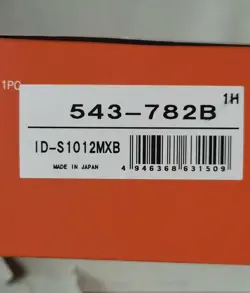 1PC
1H
543-782B
ID-S1012MXB
MADE IN JAPAN
4 946368 631509